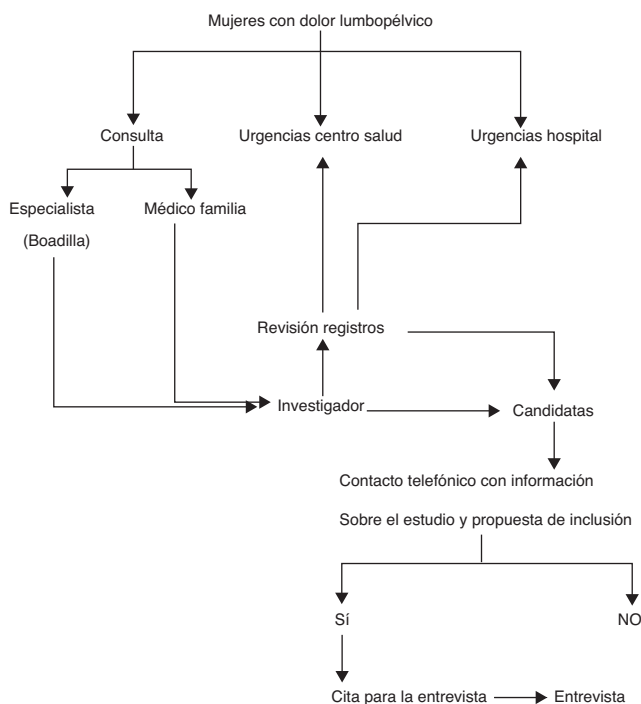 Mujeres con dolor lumbopélvico
Consulta
Urgencias centro salud
Urgencias hospital
Especialista
(Boadilla)
Médico familia
Revisión registros
Investigador
Candidatas
Contacto telefónico con información
Sobre el estudio y propuesta de inclusión
Sí
NO
Cita para la entrevista
Entrevista